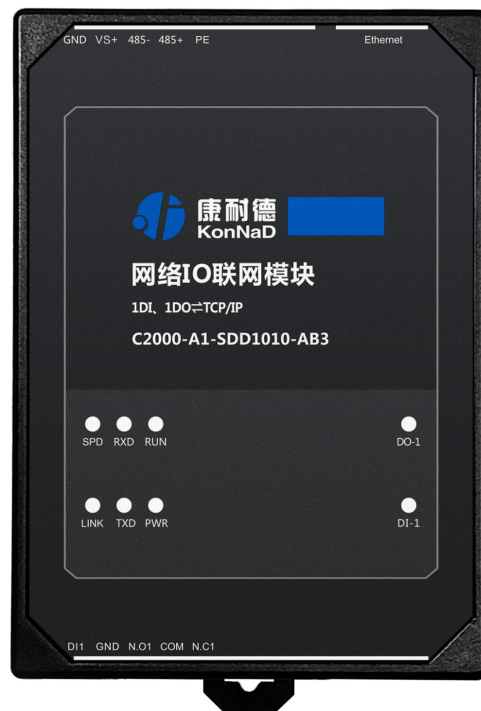 GND VS+ 485- 485+ PE Ethernet
康耐德
KonNaD
网络IO联网模块
1DI、1DO⇌TCP/IP
C2000-A1-SDD1010-AB3
SPD RXD RUN DO-1
LINK TXD PWR DI-1
DI1 GND N.O1 COM N.C1